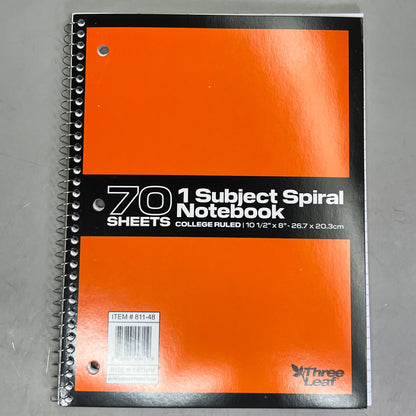 70
SHEETS
1 Subject Spiral
Notebook
COLLEGE RULED | 10 1/2" x 8" - 26.7 x 20.3cm
ITEM # 811-48
MADE IN VIETNAM
Three
Leaf